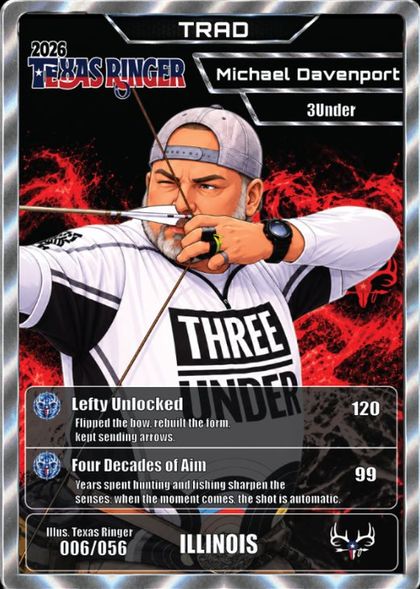 TRAD
2026
TEXAS RINGER
Michael Davenport
3Under
THREE
UNDER
Lefty Unlocked
120
Flipped the bow, rebuilt the form,
kept sending arrows.
Four Decades of Aim
99
Years spent hunting and fishing sharpen the
senses, when the moment comes, the shot is automatic.
Illus. Texas Ringer
006/056
ILLINOIS